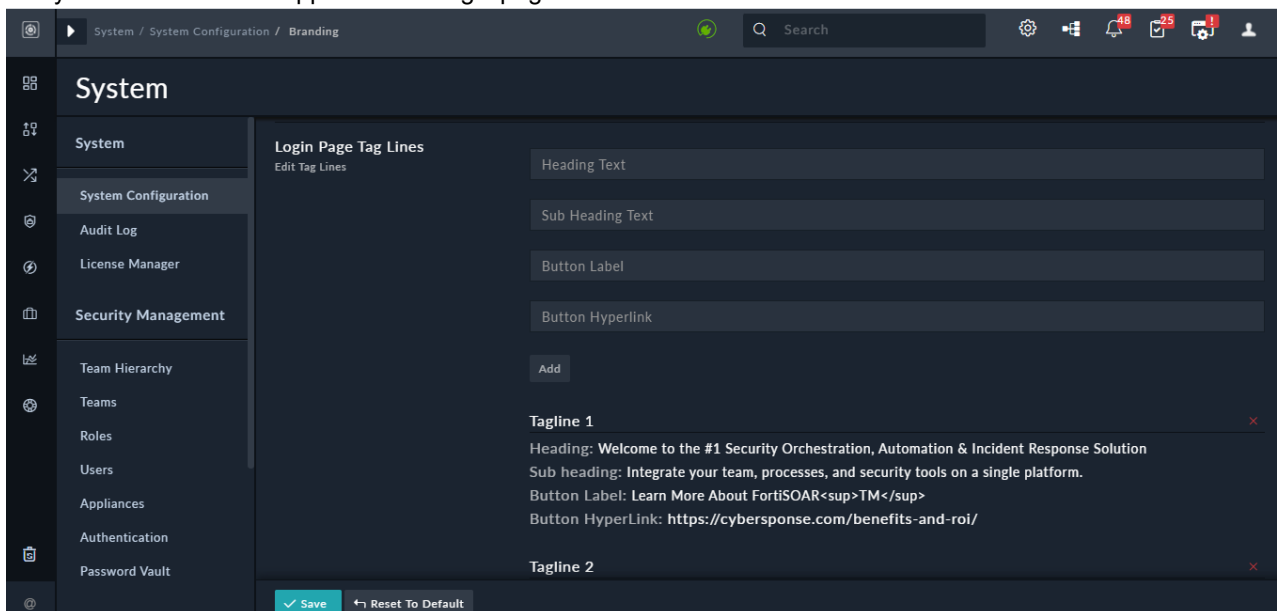 System / System Configuration / Branding
Search
48
25
!
System
System
System Configuration
Audit Log
License Manager
Security Management
Team Hierarchy
Teams
Roles
Users
Appliances
Authentication
Password Vault
Login Page Tag Lines
Edit Tag Lines
Heading Text
Sub Heading Text
Button Label
Button Hyperlink
Add
Tagline 1
Heading: Welcome to the #1 Security Orchestration, Automation & Incident Response Solution
Sub heading: Integrate your team, processes, and security tools on a single platform.
Button Label: Learn More About FortiSOAR<sup>TM</sup>
Button HyperLink: https://cybersponse.com/benefits-and-roi/
Tagline 2
Save
Reset To Default
@